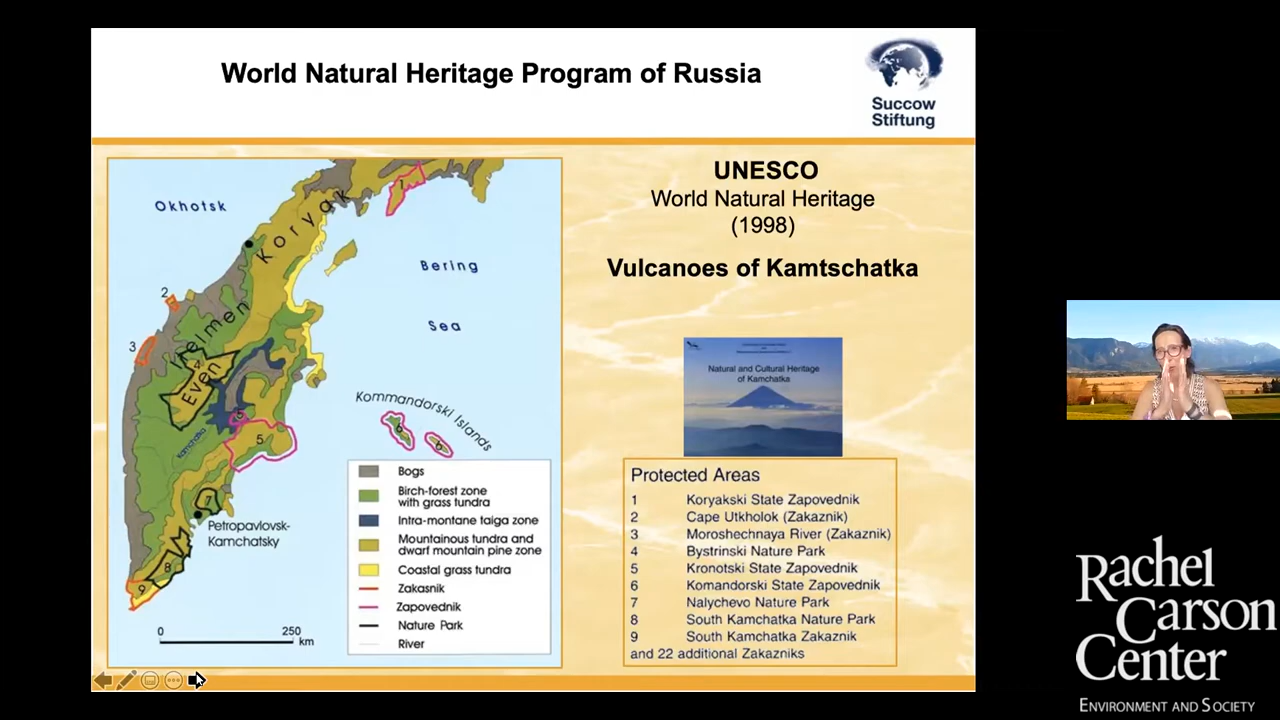 World Natural Heritage Program of Russia
Succow
Stiftung
UNESCO
World Natural Heritage
(1998)
Vulcanoes of Kamtschatka
Okhotsk
Koryak
1
Bering
Sea
2
3
Itelmen
Even
Kommandorski Islands
6
6
5
5
Kamchatka
7
Petropavlovsk-
Kamchatsky
8
9
0
250
km
Bogs
Birch-forest zone
with grass tundra
Intra-montane taiga zone
Mountainous tundra and
dwarf mountain pine zone
Coastal grass tundra
Zakasnik
Zapovednik
Nature Park
River
Natural and Cultural Heritage
of Kamchatka
Protected Areas
1 Koryakski State Zapovednik
2 Cape Utkholok (Zakaznik)
3 Moroshechnaya River (Zakaznik)
4 Bystrinski Nature Park
5 Kronotski State Zapovednik
6 Komandorski State Zapovednik
7 Nalychevo Nature Park
8 South Kamchatka Nature Park
9 South Kamchatka Zakaznik
and 22 additional Zakazniks
Rachel
Carson
Center
ENVIRONMENT AND SOCIETY